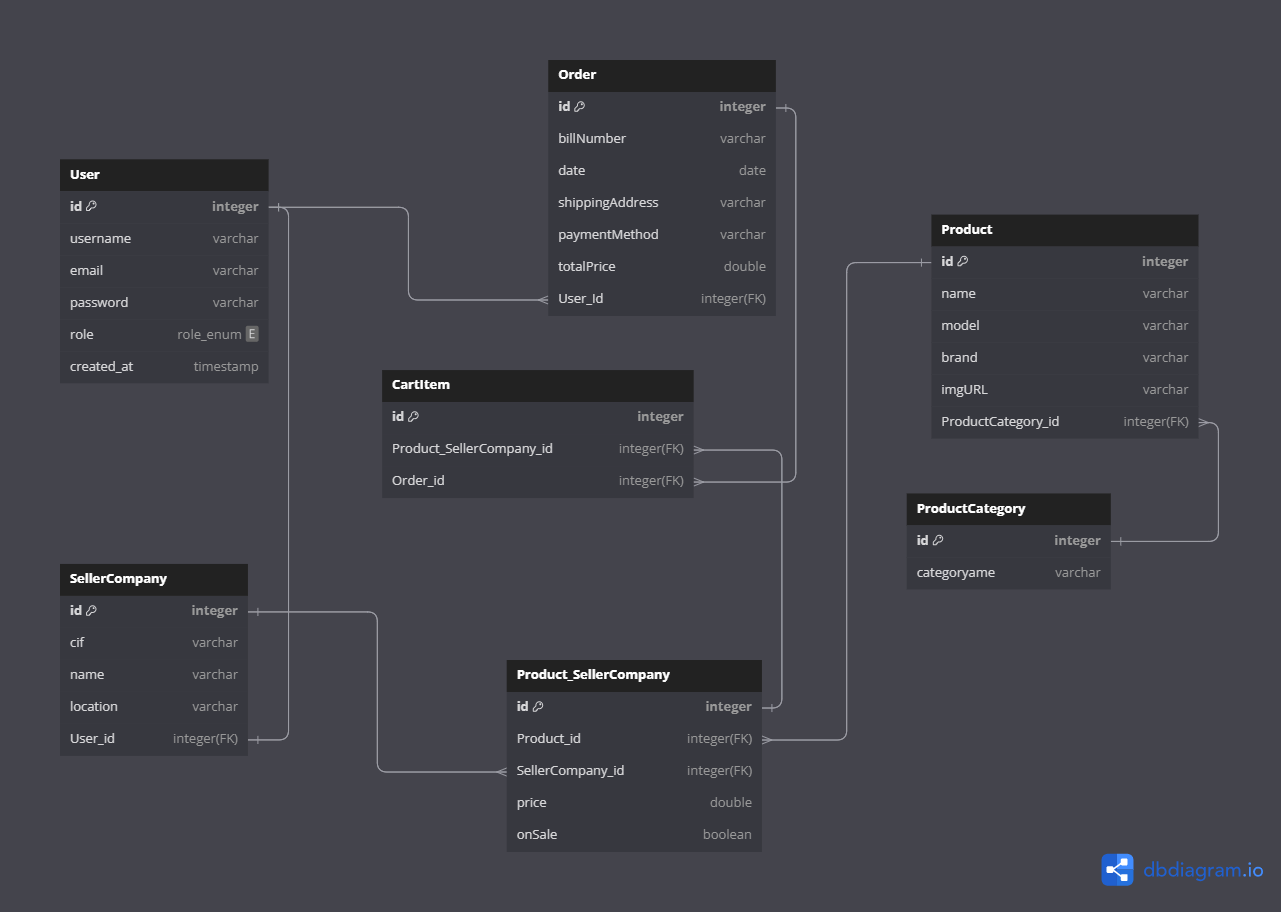 Order
id integer
billNumber varchar
date date
shippingAddress varchar
paymentMethod varchar
totalPrice double
User_Id integer(FK)
User
id integer
username varchar
email varchar
password varchar
role role_enum E
created_at timestamp
Product
id integer
name varchar
model varchar
brand varchar
imgURL varchar
ProductCategory_id integer(FK)
CartItem
id integer
Product_SellerCompany_id integer(FK)
Order_id integer(FK)
ProductCategory
id integer
categoryame varchar
SellerCompany
id integer
cif varchar
name varchar
location varchar
User_id integer(FK)
Product_SellerCompany
id integer
Product_id integer(FK)
SellerCompany_id integer(FK)
price double
onSale boolean
dbdiagram.io